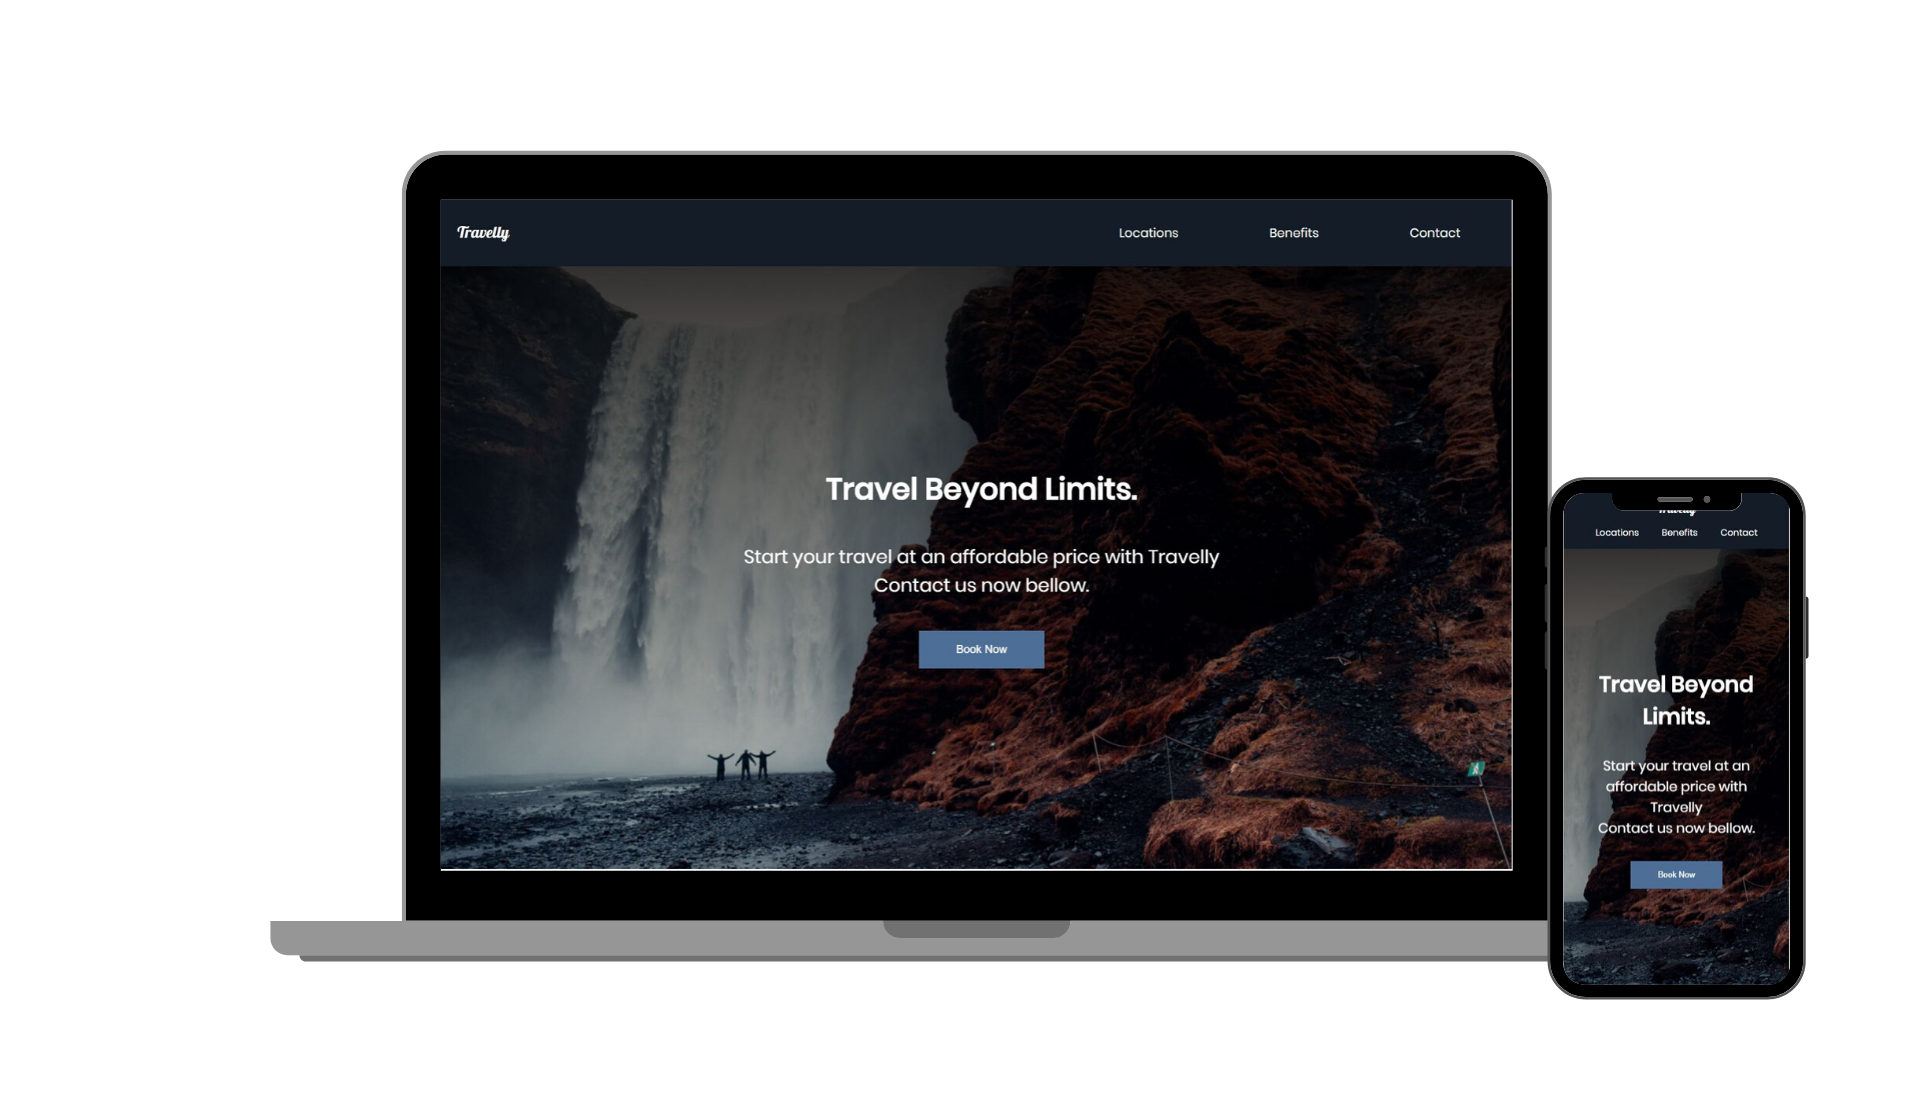 Travelly
Locations Benefits Contact
Travel Beyond Limits.
Start your travel at an affordable price with Travelly
Contact us now bellow.
Book Now
Travelly
Locations Benefits Contact
Travel Beyond
Limits.
Start your travel at an
affordable price with
Travelly
Contact us now bellow.
Book Now